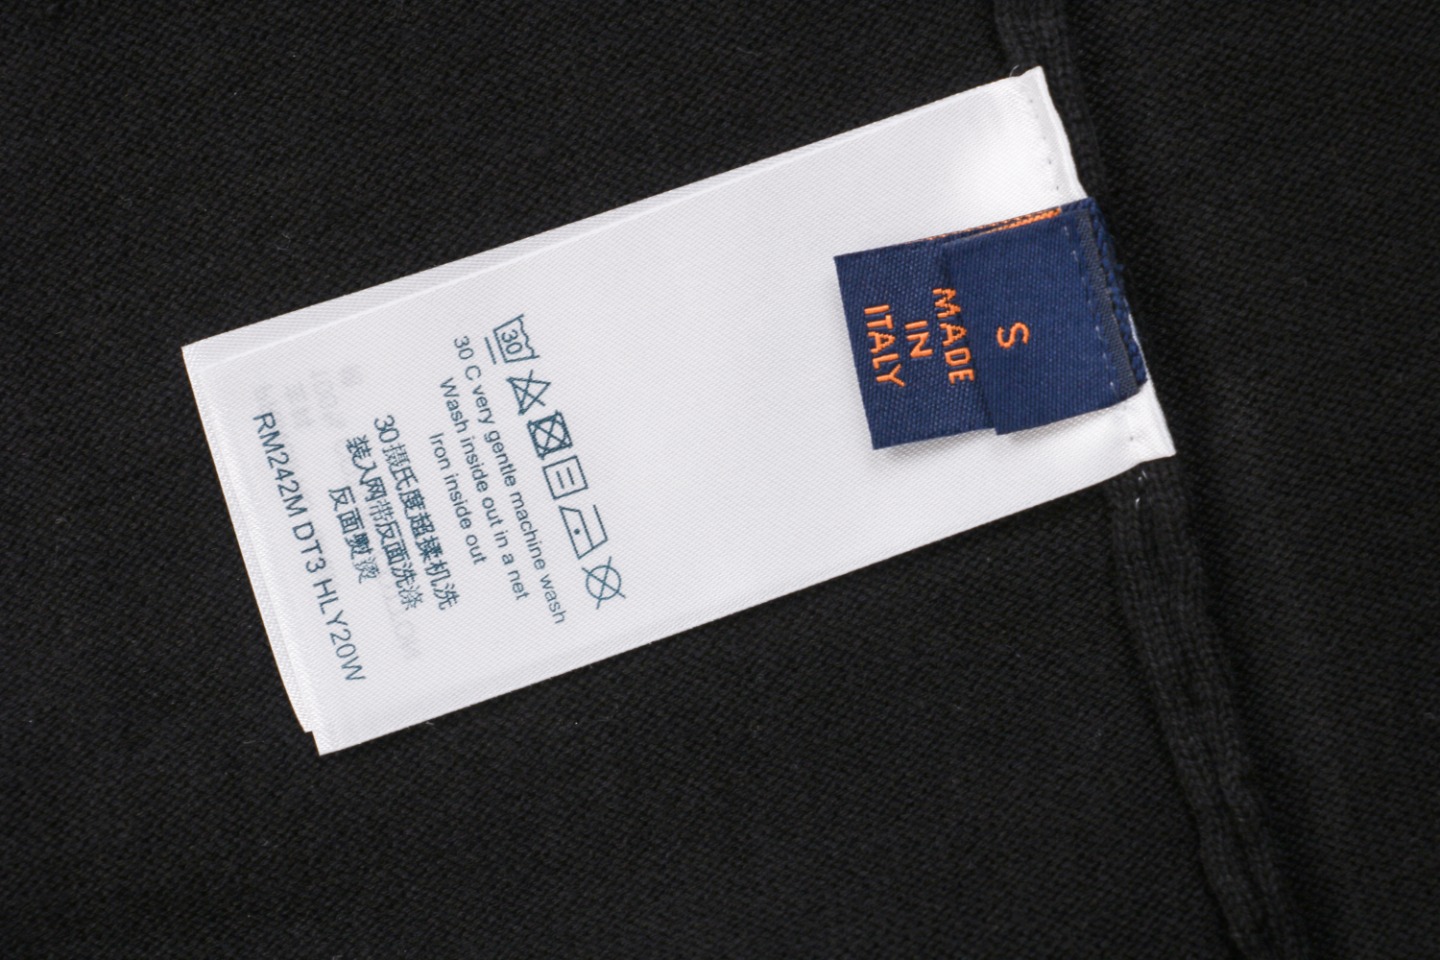 S
MADE
IN
ITALY
30
30 C very gentle machine wash
Wash inside out in a net
Iron inside out
30摄氏度超揉机洗
装入网带反面洗涤
反面熨烫
RM242M DT3 HLY20W